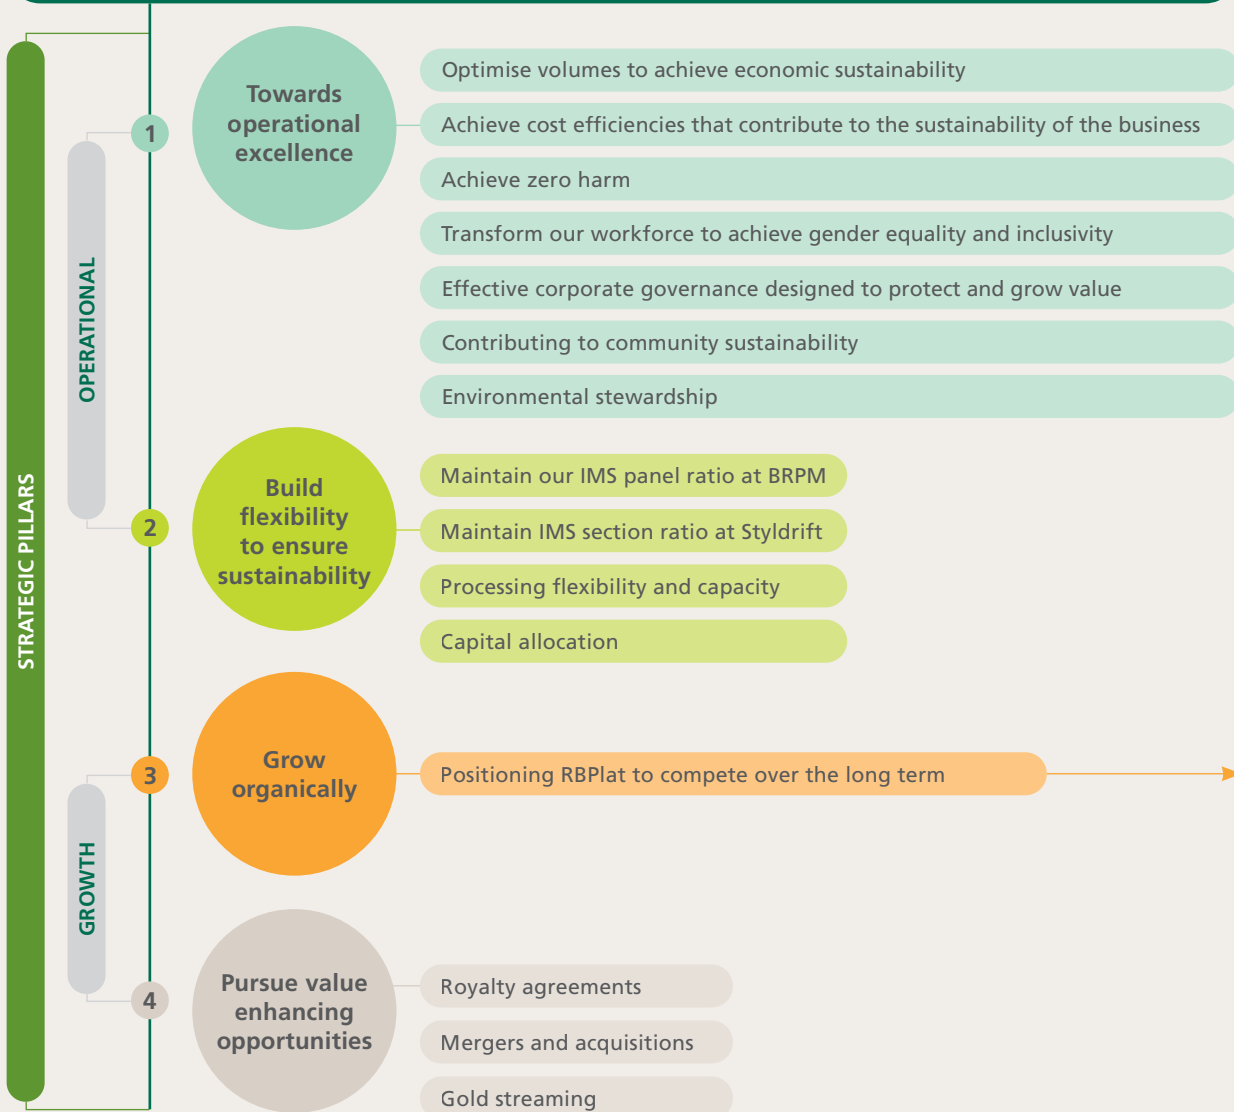 STRATEGIC PILLARS
OPERATIONAL
1
Towards
operational
excellence
Optimise volumes to achieve economic sustainability
Achieve cost efficiencies that contribute to the sustainability of the business
Achieve zero harm
Transform our workforce to achieve gender equality and inclusivity
Effective corporate governance designed to protect and grow value
Contributing to community sustainability
Environmental stewardship
2
Build
flexibility
to ensure
sustainability
Maintain our IMS panel ratio at BRPM
Maintain IMS section ratio at Styldrift
Processing flexibility and capacity
Capital allocation
GROWTH
3
Grow
organically
Positioning RBPlat to compete over the long term
4
Pursue value
enhancing
opportunities
Royalty agreements
Mergers and acquisitions
Gold streaming